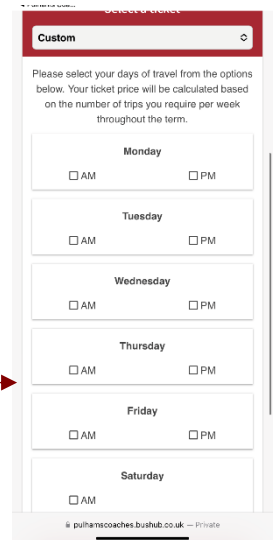 Select a ticket
Custom
Please select your days of travel from the options
below. Your ticket price will be calculated based
on the number of trips you require per week
throughout the term.
Monday
AM PM
Tuesday
AM PM
Wednesday
AM PM
Thursday
AM PM
Friday
AM PM
Saturday
AM
pulhamscoaches.bushub.co.uk — Private